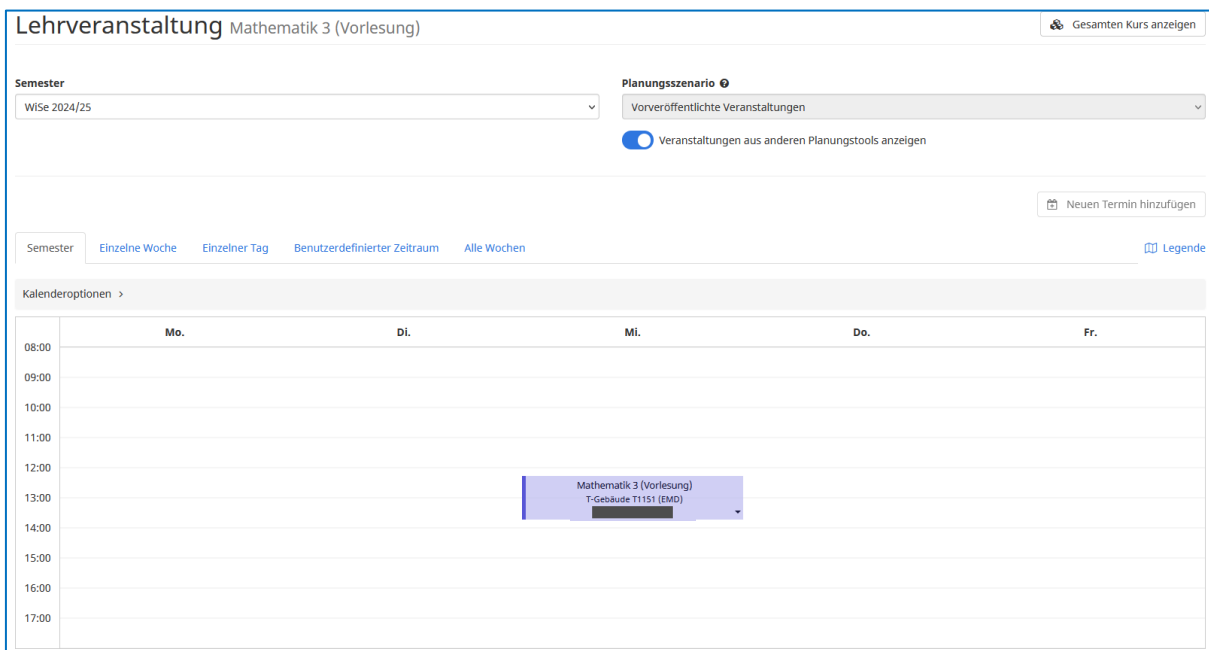 Lehrveranstaltung Mathematik 3 (Vorlesung)
Gesamten Kurs anzeigen
Semester
Planungsszenario
WiSe 2024/25
Vorveröffentlichte Veranstaltungen
Veranstaltungen aus anderen Planungstools anzeigen
Neuen Termin hinzufügen
Semester Einzelne Woche Einzelner Tag Benutzerdefinierter Zeitraum Alle Wochen Legende
Kalenderoptionen >
Mo. Di. Mi. Do. Fr.
08:00
09:00
10:00
11:00
12:00
Mathematik 3 (Vorlesung)
13:00
T-Gebäude T1151 (EMD)
14:00
15:00
16:00
17:00